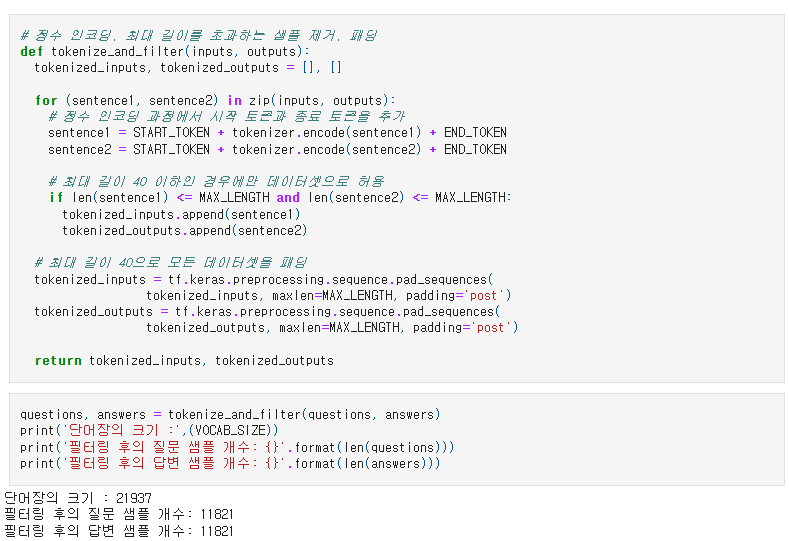 # 정수 인코딩, 최대 길이를 초과하는 샘플 제거, 패딩
def tokenize_and_filter(inputs, outputs):
  tokenized_inputs, tokenized_outputs = [], []

  for (sentence1, sentence2) in zip(inputs, outputs):
    # 정수 인코딩 과정에서 시작 토큰과 종료 토큰을 추가
    sentence1 = START_TOKEN + tokenizer.encode(sentence1) + END_TOKEN
    sentence2 = START_TOKEN + tokenizer.encode(sentence2) + END_TOKEN

    # 최대 길이 40 이하인 경우에만 데이터셋으로 허용
    if len(sentence1) <= MAX_LENGTH and len(sentence2) <= MAX_LENGTH:
      tokenized_inputs.append(sentence1)
      tokenized_outputs.append(sentence2)

  # 최대 길이 40으로 모든 데이터셋을 패딩
  tokenized_inputs = tf.keras.preprocessing.sequence.pad_sequences(
                  tokenized_inputs, maxlen=MAX_LENGTH, padding='post')
  tokenized_outputs = tf.keras.preprocessing.sequence.pad_sequences(
                  tokenized_outputs, maxlen=MAX_LENGTH, padding='post')

  return tokenized_inputs, tokenized_outputs

questions, answers = tokenize_and_filter(questions, answers)
print('단어장의 크기 :',(VOCAB_SIZE))
print('필터링 후의 질문 샘플 개수: {}'.format(len(questions)))
print('필터링 후의 답변 샘플 개수: {}'.format(len(answers)))

단어장의 크기 : 21937
필터링 후의 질문 샘플 개수: 11821
필터링 후의 답변 샘플 개수: 11821